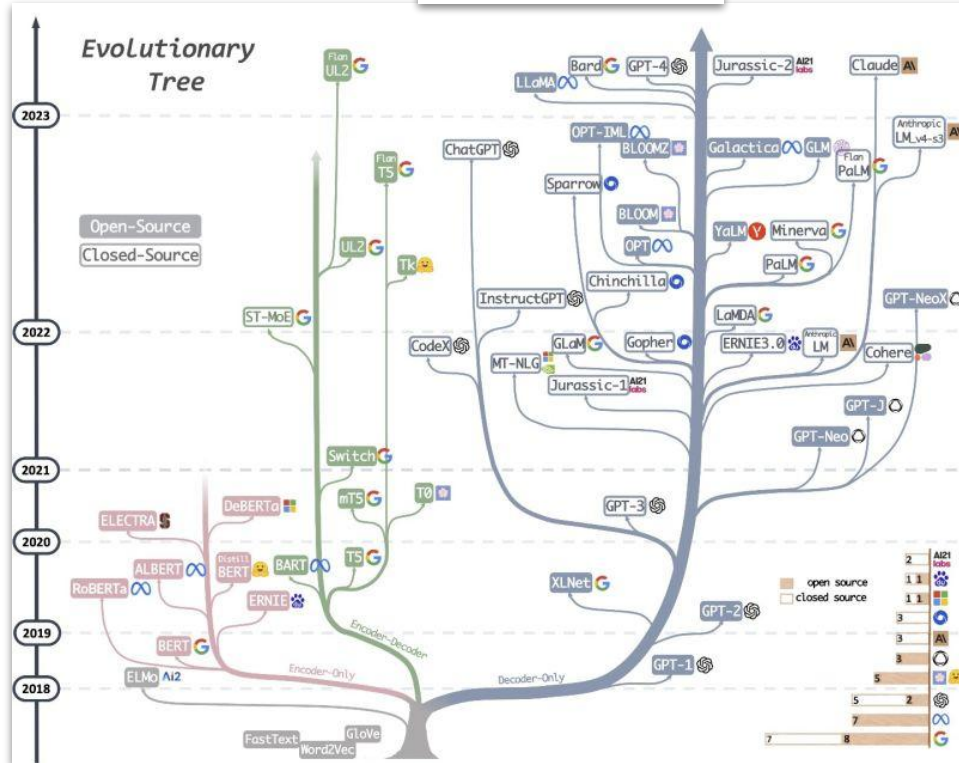 Evolutionary
Tree
2023
2022
2021
2020
2019
2018
Open-Source
Closed-Source
Flan
UL2
Flan
T5
UL2
Tk
ST-MoE
Switch
mT5
T0
T5
BART
Encoder-Decoder
DeBERTa
ELECTRA
ALBERT
Distill
BERT
RoBERTa
ERNIE
BERT
Encoder-Only
ELMo
Ai2
FastText
Word2Vec
GloVe
Bard
GPT-4
Jurassic-2
AI21
labs
Claude
A\
LLaMA
OPT-IML
BLOOMZ
Galactica
GLM
Anthropic
LM_v4-s3
A\
ChatGPT
Flan
PaLM
Sparrow
BLOOM
OPT
YaLM
Y
Minerva
PaLM
Chinchilla
InstructGPT
GPT-NeoX
LaMDA
CodeX
GLaM
Gopher
ERNIE3.0
Anthropic
LM
A\
Cohere
MT-NLG
Jurassic-1
AI21
labs
GPT-J
GPT-Neo
GPT-3
XLNet
GPT-2
GPT-1
Decoder-Only
open source
closed source
2
AI21
labs
1 1
1 1
3
3
A\
3
5
5 2
7
7 8